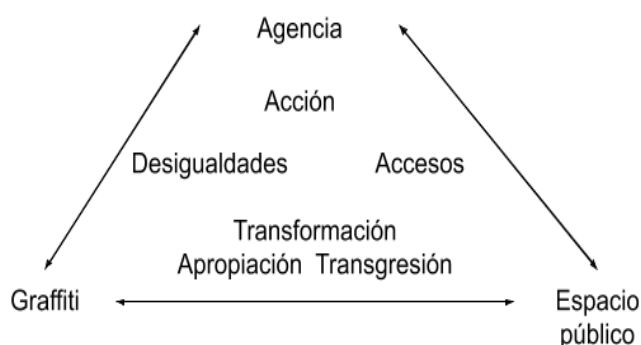 Agencia
Acción
Desigualdades Accesos
Transformación
Apropiación Transgresión
Graffiti Espacio
público